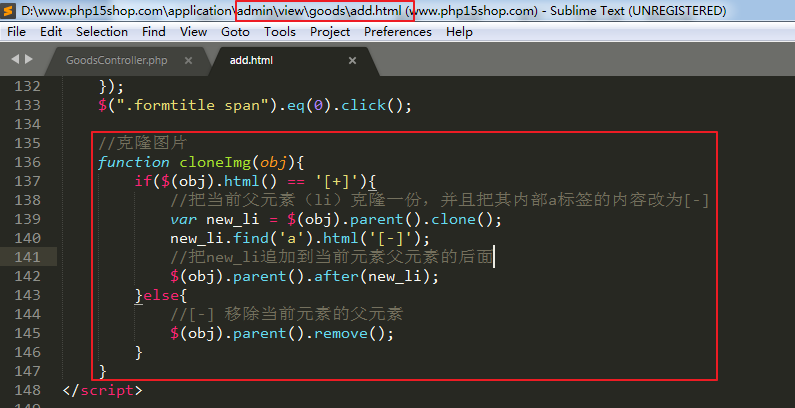 D:\www.php15shop.com\application\admin\view\goods\add.html (www.php15shop.com) - Sublime Text (UNREGISTERED)
File Edit Selection Find View Goto Tools Project Preferences Help
GoodsController.php × add.html ×
132 });
133 $(".formtitle span").eq(0).click();
134
135 //克隆图片
136 function cloneImg(obj){
137 if($(obj).html() == '[+]'){
138 //把当前父元素（li）克隆一份，并且把其内部a标签的内容改为[-]
139 var new_li = $(obj).parent().clone();
140 new_li.find('a').html('[-]');
141 //把new_li追加到当前元素父元素的后面
142 $(obj).parent().after(new_li);
143 }else{
144 //[-] 移除当前元素的父元素
145 $(obj).parent().remove();
146 }
147 }
148 </script>
149